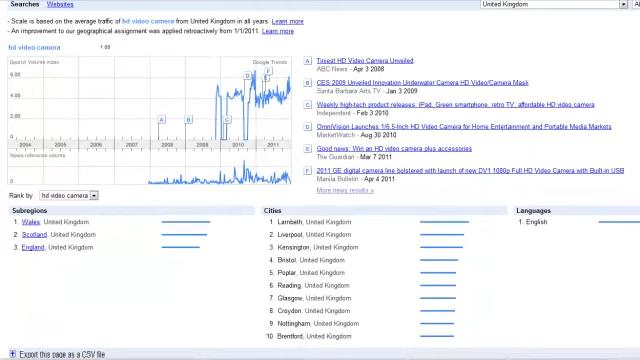 Searches Websites United Kingdom
- Scale is based on the average traffic of hd video camera from United Kingdom in all years. Learn more
- An improvement to our geographical assignment was applied retroactively from 1/1/2011. Learn more
hd video camera 1.00
Search Volume index Google Trends
6.00
4.00
2.00
0
A B C D E F
2004 2005 2006 2007 2008 2009 2010 2011
News reference volume
0
A Tiniest HD Video Camera Unveiled
ABC News - Apr 3 2008
B CES 2009 Unveiled Innovation Underwater Camera HD Video/Camera Mask
Santa Barbara Arts TV - Jan 3 2009
C Weekly high-tech product releases: iPad, Green smartphone, retro TV, affordable HD video camera
Independent - Feb 3 2010
D OmniVision Launches 1/6.5-Inch HD Video Camera for Home Entertainment and Portable Media Markets
MarketWatch - Aug 30 2010
E Good news: Win an HD video camera plus accessories
The Guardian - Mar 7 2011
F 2011 GE digital camera line bolstered with launch of new DV1 1080p Full HD Video Camera with Built-in USB
Manila Bulletin - Apr 4 2011
More news results »
Rank by hd video camera
Subregions
1. Wales, United Kingdom
2. Scotland, United Kingdom
3. England, United Kingdom
Cities
1. Lambeth, United Kingdom
2. Liverpool, United Kingdom
3. Kensington, United Kingdom
4. Bristol, United Kingdom
5. Poplar, United Kingdom
6. Reading, United Kingdom
7. Glasgow, United Kingdom
8. Croydon, United Kingdom
9. Nottingham, United Kingdom
10. Brentford, United Kingdom
Languages
1. English
Export this page as a CSV file